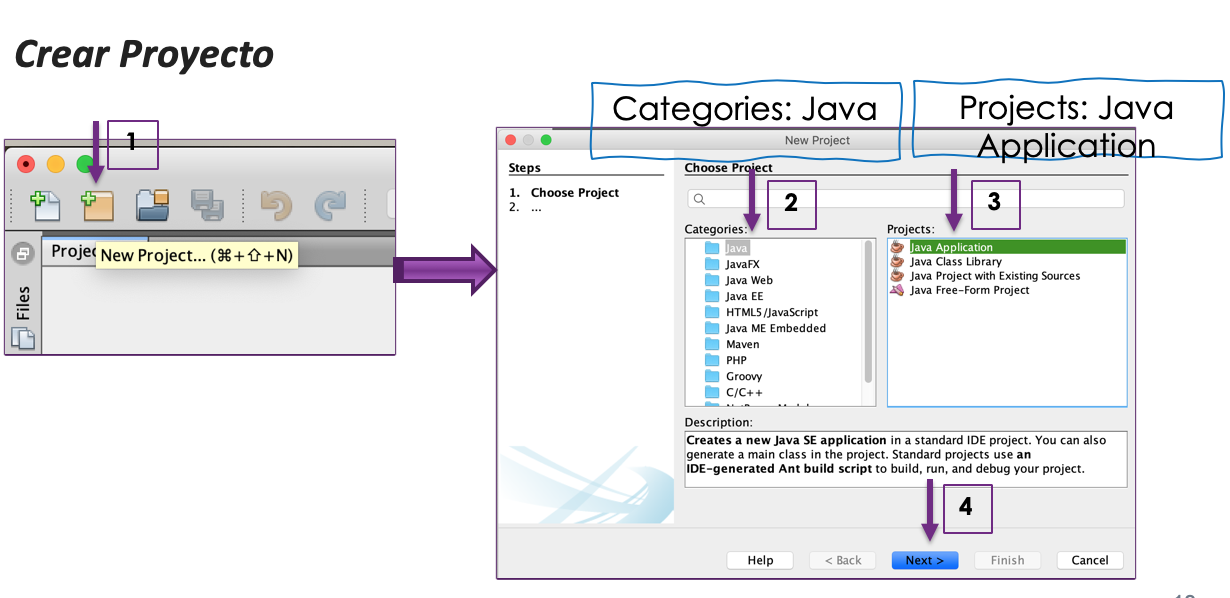 Crear Proyecto
Categories: Java
Projects: Java
Application
1
New Project... (⌘+⇧+N)
Files
New Project
Steps
1. Choose Project
2. ...
Choose Project
2
3
Categories:
Java
JavaFX
Java Web
Java EE
HTML5/JavaScript
Java ME Embedded
Maven
PHP
Groovy
C/C++
Projects:
Java Application
Java Class Library
Java Project with Existing Sources
Java Free-Form Project
Description:
Creates a new Java SE application in a standard IDE project. You can also
generate a main class in the project. Standard projects use an
IDE-generated Ant build script to build, run, and debug your project.
4
Help
< Back
Next >
Finish
Cancel